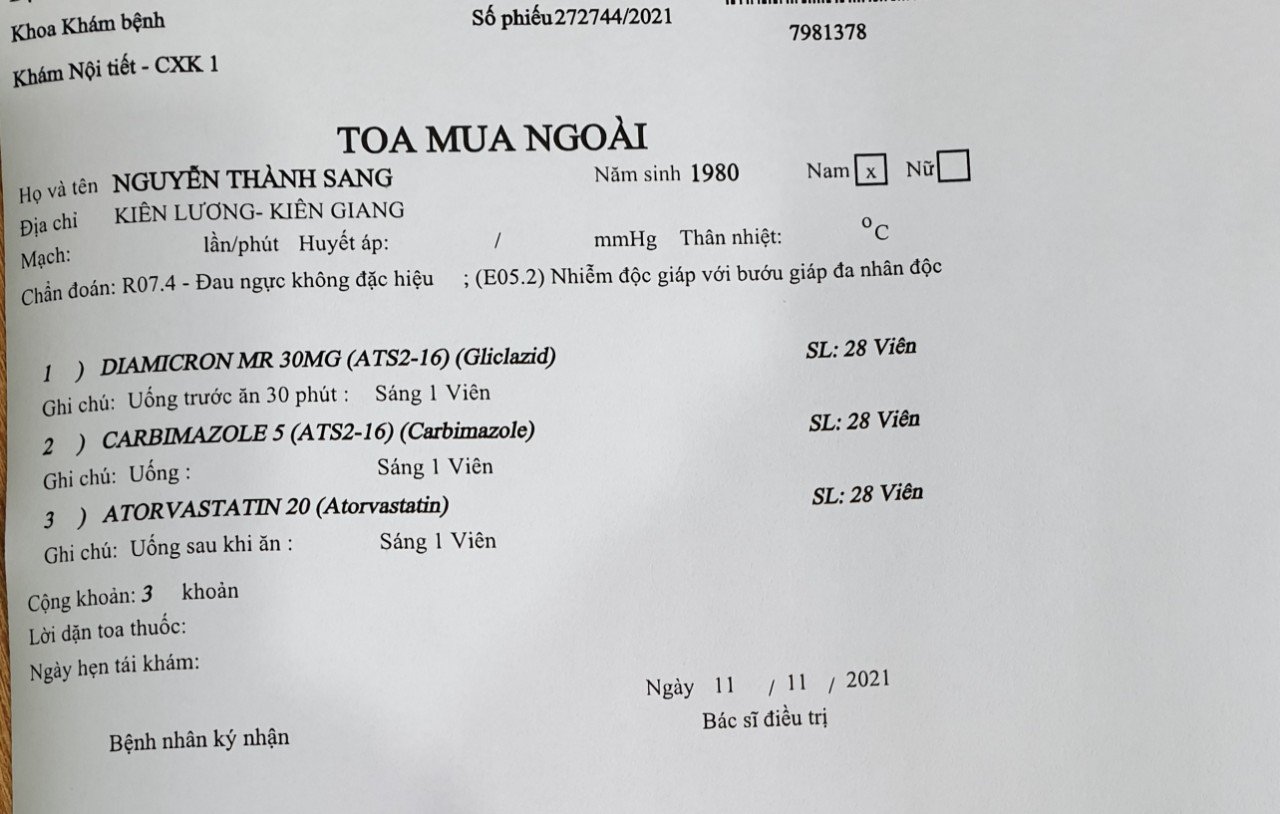 Khoa Khám bệnh
Số phiếu 272744/2021
7981378
Khám Nội tiết - CXK 1
TOA MUA NGOÀI
Họ và tên NGUYỄN THÀNH SANG Năm sinh 1980 Nam x Nữ
Địa chỉ KIÊN LƯƠNG- KIÊN GIANG
Mạch: lần/phút Huyết áp: / mmHg Thân nhiệt: °C
Chẩn đoán: R07.4 - Đau ngực không đặc hiệu ; (E05.2) Nhiễm độc giáp với bướu giáp đa nhân độc
1 ) DIAMICRON MR 30MG (ATS2-16) (Gliclazid) SL: 28 Viên
Ghi chú: Uống trước ăn 30 phút : Sáng 1 Viên
2 ) CARBIMAZOLE 5 (ATS2-16) (Carbimazole) SL: 28 Viên
Ghi chú: Uống : Sáng 1 Viên
3 ) ATORVASTATIN 20 (Atorvastatin) SL: 28 Viên
Ghi chú: Uống sau khi ăn : Sáng 1 Viên
Cộng khoản: 3 khoản
Lời dặn toa thuốc:
Ngày hẹn tái khám:
Ngày 11 / 11 / 2021
Bác sĩ điều trị
Bệnh nhân ký nhận